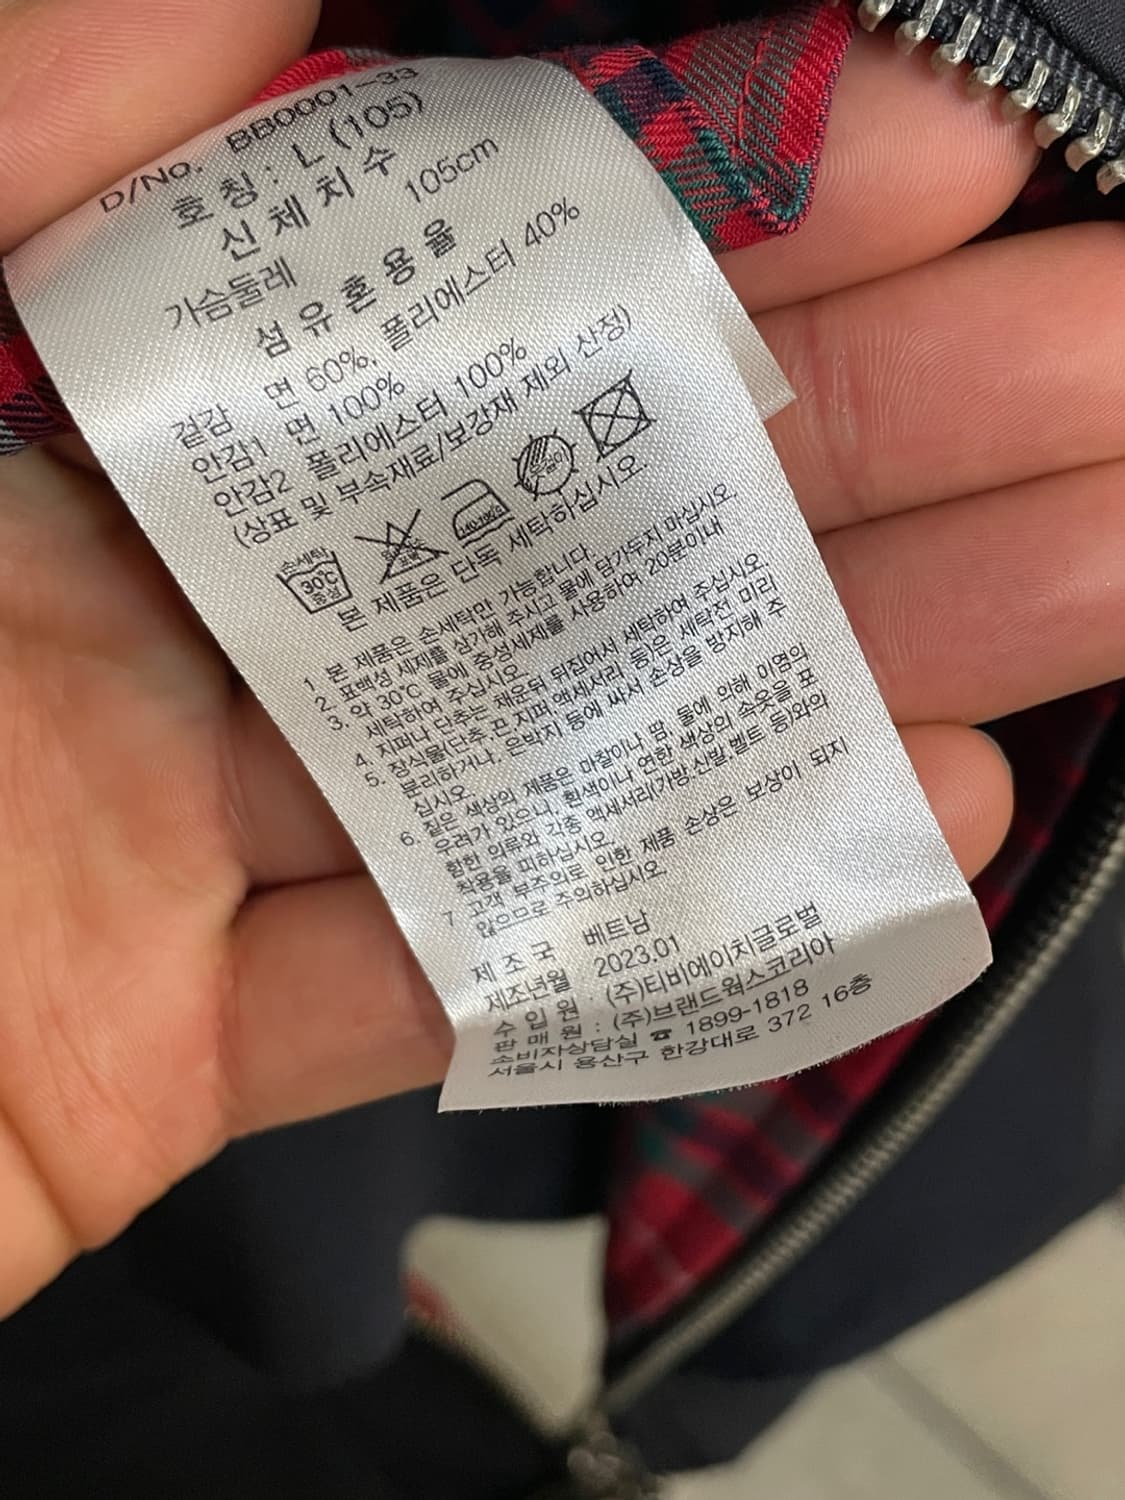 D/No. BB0001-33
호 칭 : L (105)
신 체 치 수
가슴둘레 105cm
섬 유 혼 용 율
겉감 면 60%, 폴리에스터 40%
안감1 면 100%
안감2 폴리에스터 100%
(상표 및 부속재료/보강재 제외 산정)
손세탁 30℃ 중성
140-160℃
본 제품은 단독 세탁하십시오.
1 본 제품은 손세탁만 가능합니다.
2. 표백성 세제를 삼가해 주시고 물에 담가두지 마십시오.
3. 약 30℃ 물에 중성세제를 사용하여 20분이내
세탁하여 주십시오.
4. 지퍼나 단추는 채운뒤 뒤집어서 세탁하여 주십시오.
5. 장식물(단추,끈,지퍼,액세서리 등)은 세탁전 미리
분리하거나, 은박지 등에 싸서 손상을 방지해 주
십시오.
6. 짙은 색상의 제품은 마찰이나 땀, 물에 의해 이염의
우려가 있으니, 흰색이나 연한 색상의 속옷을 포
함한 의류와 각종 액세서리(가방,신발,벨트 등)와의
착용을 피하십시오.
7 고객 부주의로 인한 제품 손상은 보상이 되지
않으므로 주의하십시오.
제 조 국 베트남
제조년월 : 2023.01
수 입 원 : (주)티비에이치글로벌
판 매 원 : (주)브랜드웍스코리아
소비자상담실 ☎ 1899-1818
서울시 용산구 한강대로 372 16층